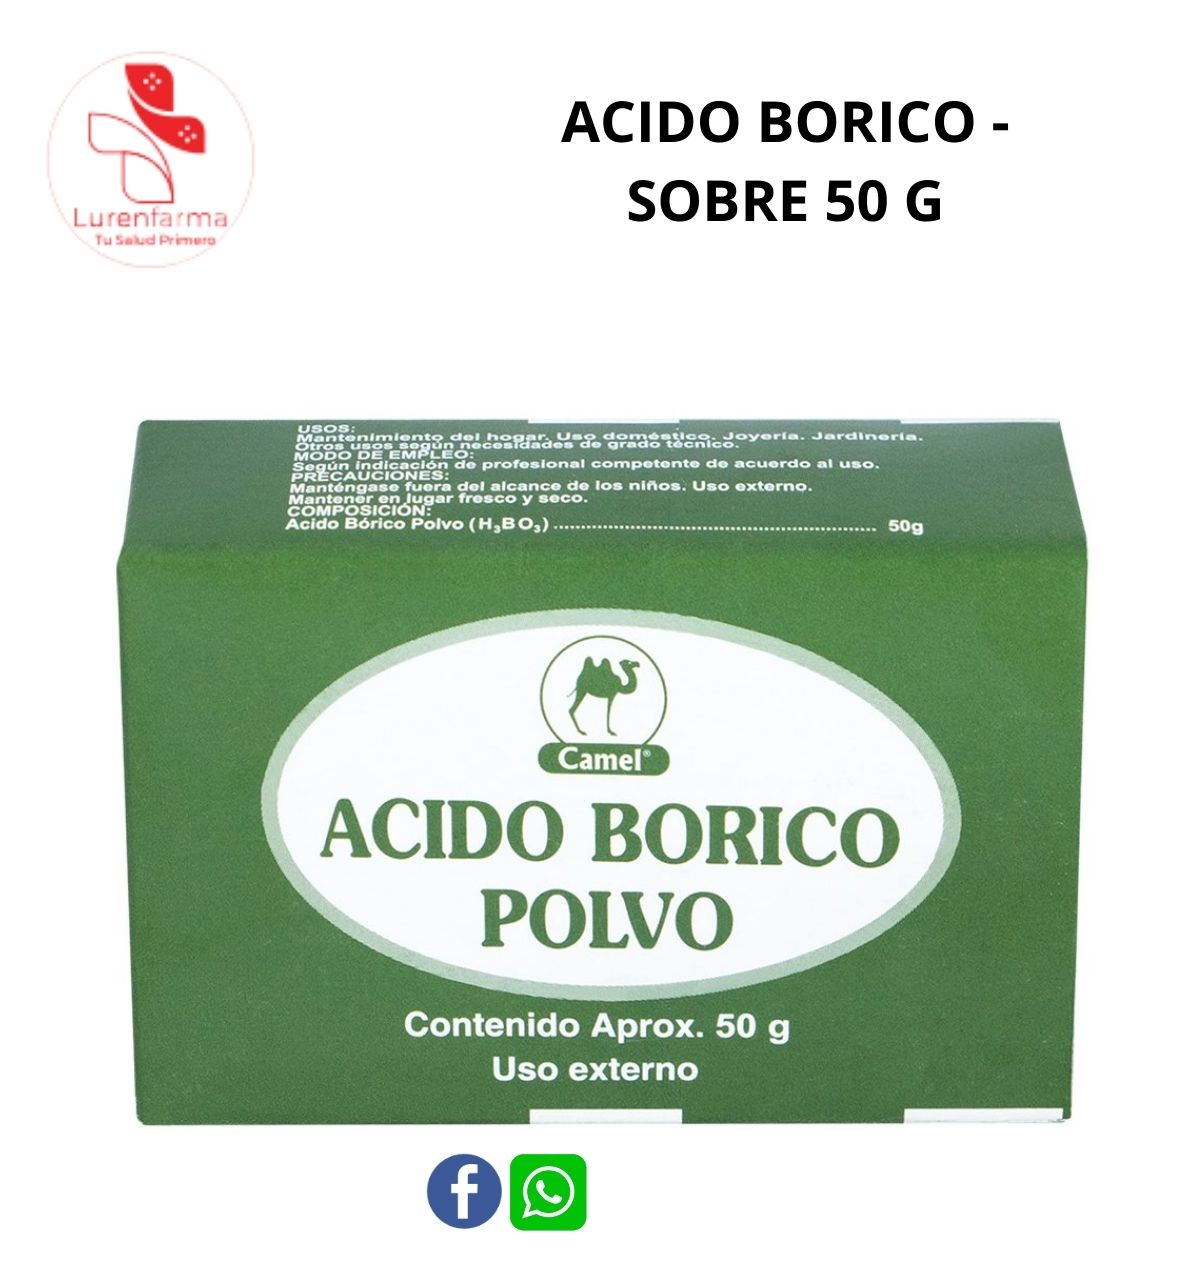 Lurenfarma
Tu Salud Primero
ACIDO BORICO -
SOBRE 50 G
USOS:
Mantenimiento del hogar. Uso doméstico. Joyería. Jardinería.
Otros usos según necesidades de grado técnico.
MODO DE EMPLEO:
Según indicación de profesional competente de acuerdo al uso.
PRECAUCIONES:
Manténgase fuera del alcance de los niños. Uso externo.
Mantener en lugar fresco y seco.
COMPOSICIÓN:
Acido Bórico Polvo (H₃BO₃) ............................................................ 50g
Camel®
ACIDO BORICO
POLVO
Contenido Aprox. 50 g
Uso externo